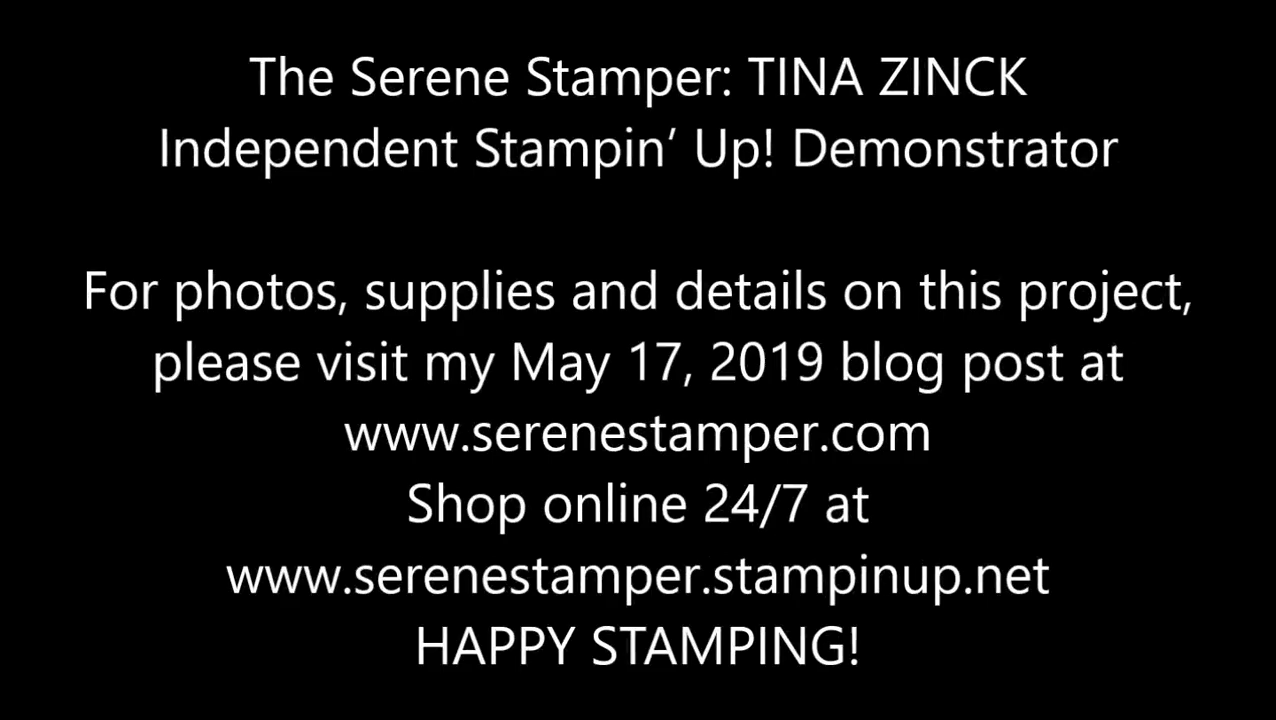 The Serene Stamper: TINA ZINCK
Independent Stampin’ Up! Demonstrator
For photos, supplies and details on this project,
please visit my May 17, 2019 blog post at
www.serenestamper.com
Shop online 24/7 at
www.serenestamper.stampinup.net
HAPPY STAMPING!